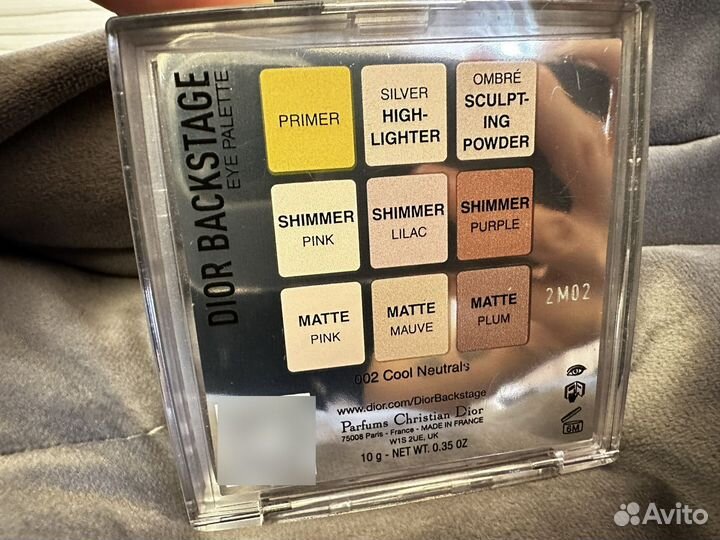 DIOR BACKSTAGE
EYE PALETTE
PRIMER
SILVER
HIGH-
LIGHTER
OMBRÉ
SCULPT-
ING
POWDER
SHIMMER
PINK
SHIMMER
LILAC
SHIMMER
PURPLE
MATTE
PINK
MATTE
MAUVE
MATTE
PLUM
2M02
002 Cool Neutrals
www.dior.com/DiorBackstage
Parfums Christian Dior
75008 Paris - France - MADE IN FRANCE
W1S 2UE, UK
10 g - NET WT. 0.35 OZ
6M
Avito